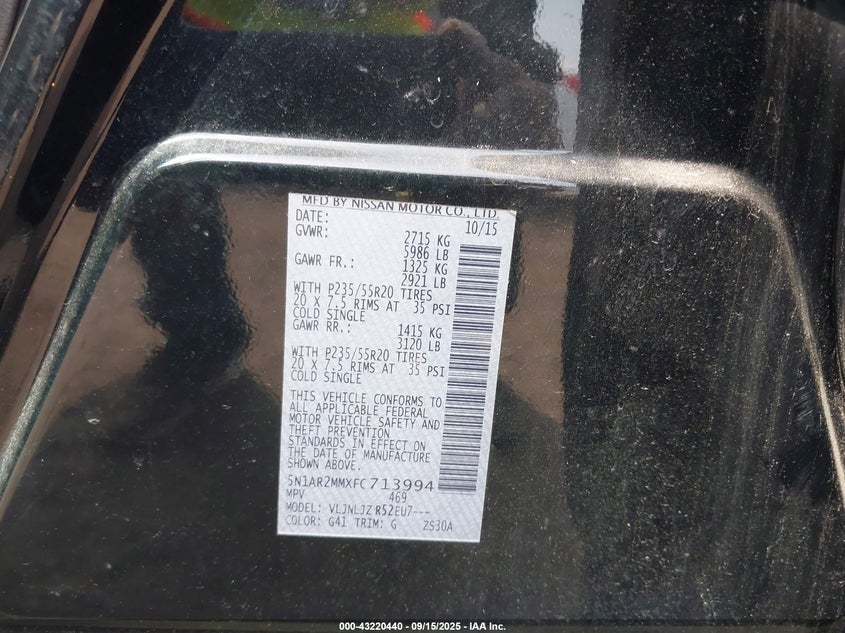 MFD BY NISSAN MOTOR CO., LTD.
DATE: 10/15
GVWR: 2715 KG
5986 LB
GAWR FR.: 1325 KG
2921 LB
WITH P235/55R20 TIRES
20 X 7.5 RIMS AT 35 PSI
COLD SINGLE
GAWR RR.: 1415 KG
3120 LB
WITH P235/55R20 TIRES
20 X 7.5 RIMS AT 35 PSI
COLD SINGLE
THIS VEHICLE CONFORMS TO
ALL APPLICABLE FEDERAL
MOTOR VEHICLE SAFETY AND
THEFT PREVENTION
STANDARDS IN EFFECT ON
THE DATE OF MANUFACTURE
SHOWN ABOVE.
5N1AR2MMXFC713994
MPV 469
MODEL: VLJNLJZ R52EU7---
COLOR: G41 TRIM: G ZS30A
000-43220440 - 09/15/2025 - IAA Inc.